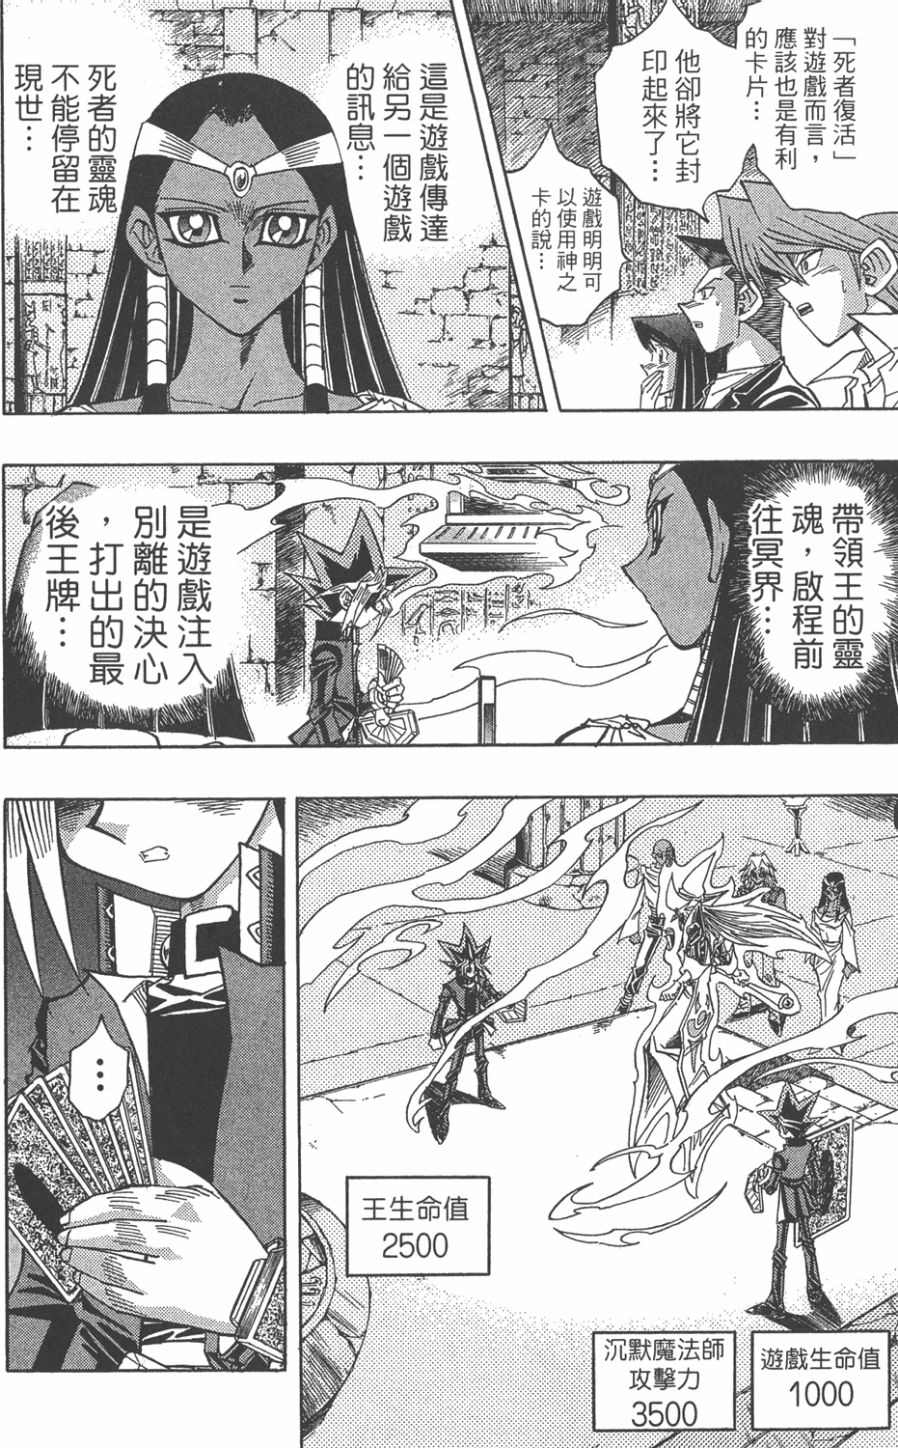 「死者復活」
對遊戲而言，
應該也是有利
的卡片…
他卻將它封
印起來了…
遊戲明明可
以使用神之
卡的說…
這是遊戲傳達
給另一個遊戲
的訊息…
死者的靈魂
不能停留在
現世…
帶領王的靈
魂，啟程前
往冥界…
是遊戲注入
別離的決心
，打出的最
後王牌…
…
王生命值
2500
沉默魔法師
攻擊力
3500
遊戲生命值
1000